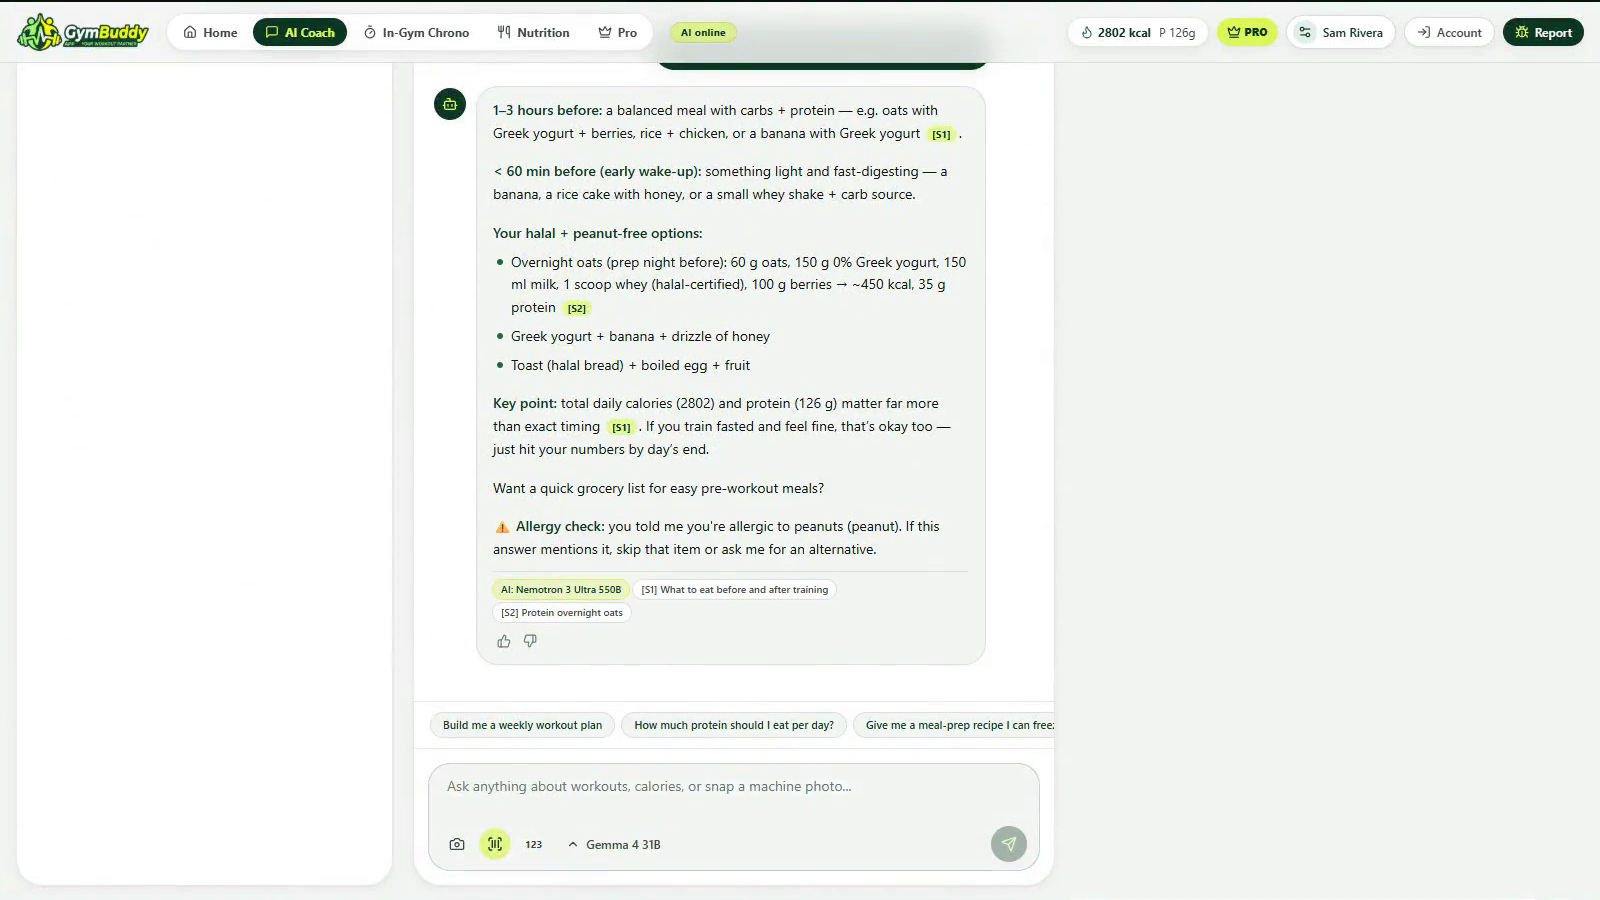 GymBuddy
Home
AI Coach
In-Gym Chrono
Nutrition
Pro
AI online
2802 kcal P 126g
PRO
Sam Rivera
Account
Report
1–3 hours before: a balanced meal with carbs + protein — e.g. oats with
Greek yogurt + berries, rice + chicken, or a banana with Greek yogurt [S1] .
< 60 min before (early wake-up): something light and fast-digesting — a
banana, a rice cake with honey, or a small whey shake + carb source.
Your halal + peanut-free options:
• Overnight oats (prep night before): 60 g oats, 150 g 0% Greek yogurt, 150
ml milk, 1 scoop whey (halal-certified), 100 g berries → ~450 kcal, 35 g
protein [S2]
• Greek yogurt + banana + drizzle of honey
• Toast (halal bread) + boiled egg + fruit
Key point: total daily calories (2802) and protein (126 g) matter far more
than exact timing [S1] . If you train fasted and feel fine, that’s okay too —
just hit your numbers by day’s end.
Want a quick grocery list for easy pre-workout meals?
⚠️ Allergy check: you told me you're allergic to peanuts (peanut). If this
answer mentions it, skip that item or ask me for an alternative.
AI: Nemotron 3 Ultra 550B
[S1] What to eat before and after training
[S2] Protein overnight oats
Build me a weekly workout plan
How much protein should I eat per day?
Give me a meal-prep recipe I can free
Ask anything about workouts, calories, or snap a machine photo...
123
Gemma 4 31B